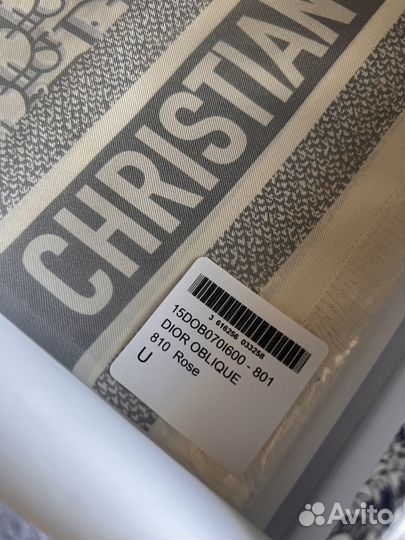 CHRISTIAN
3 616256 033258
15DOB070I600 - 801
DIOR OBLIQUE
810 Rose
U
Avito